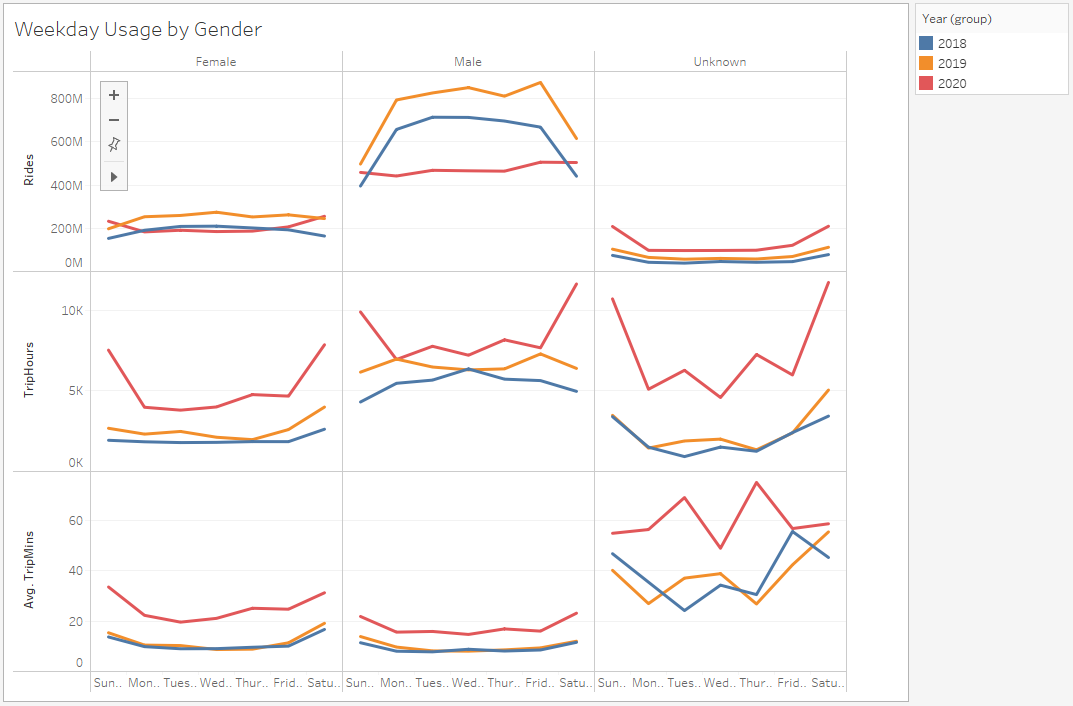 Weekday Usage by Gender
Year (group)
2018
2019
2020
Female Male Unknown
Rides
800M
600M
400M
200M
0M
TripHours
10K
5K
0K
Avg. TripMins
60
40
20
0
Sun.. Mon.. Tues.. Wed.. Thur.. Frid.. Satu.. Sun.. Mon.. Tues.. Wed.. Thur.. Frid.. Satu.. Sun.. Mon.. Tues.. Wed.. Thur.. Frid.. Satu..